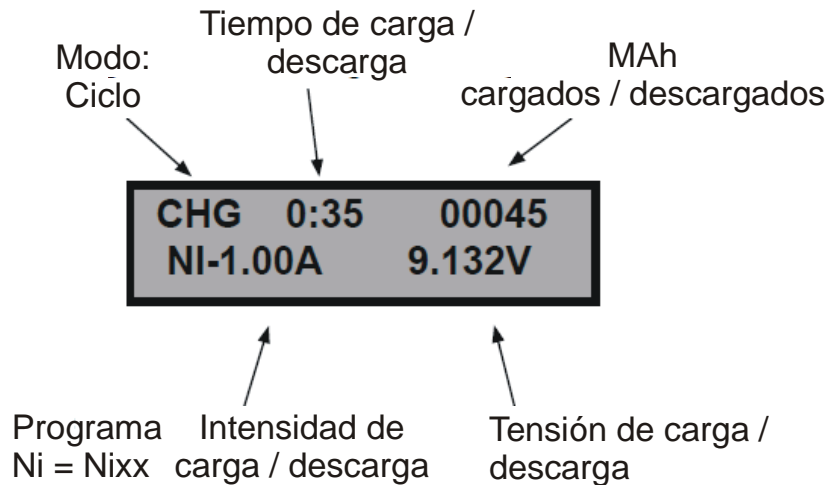 Tiempo de carga /
descarga
Modo:
Ciclo
MAh
cargados / descargados
CHG 0:35 00045
NI-1.00A 9.132V
Programa
Ni = Nixx
Intensidad de
carga / descarga
Tensión de carga /
descarga